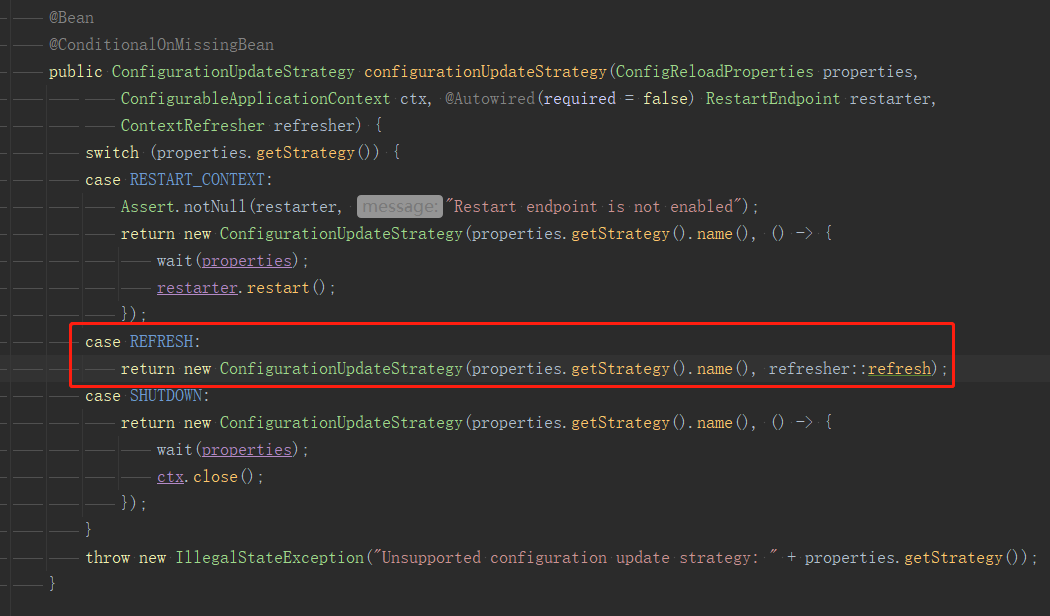 @Bean
@ConditionalOnMissingBean
public ConfigurationUpdateStrategy configurationUpdateStrategy(ConfigReloadProperties properties,
ConfigurableApplicationContext ctx, @Autowired(required = false) RestartEndpoint restarter,
ContextRefresher refresher) {
switch (properties.getStrategy()) {
case RESTART_CONTEXT:
Assert.notNull(restarter, message: "Restart endpoint is not enabled");
return new ConfigurationUpdateStrategy(properties.getStrategy().name(), () -> {
wait(properties);
restarter.restart();
});
case REFRESH:
return new ConfigurationUpdateStrategy(properties.getStrategy().name(), refresher::refresh);
case SHUTDOWN:
return new ConfigurationUpdateStrategy(properties.getStrategy().name(), () -> {
wait(properties);
ctx.close();
});
}
throw new IllegalStateException("Unsupported configuration update strategy: " + properties.getStrategy());
}